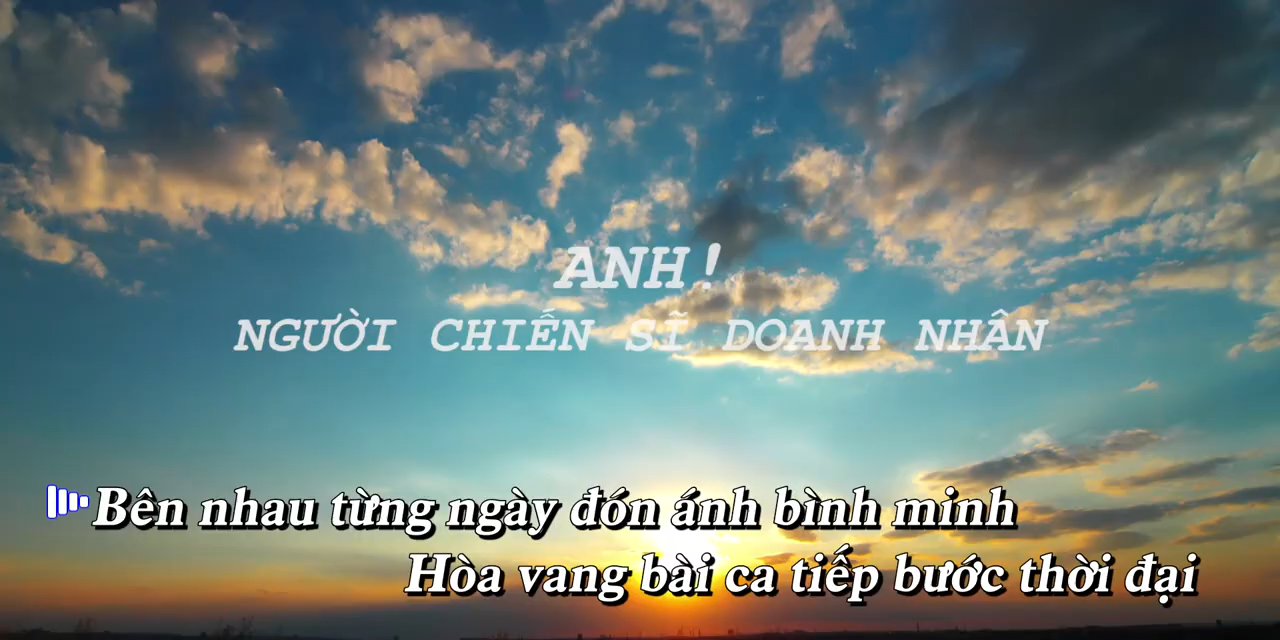 ANH!
NGƯỜI CHIẾN SĨ DOANH NHÂN
Bên nhau từng ngày đón ánh bình minh
Hòa vang bài ca tiếp bước thời đại